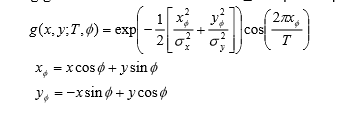 g(x, y; T, ϕ) = exp(−1/2[x_ϕ²/σ_x² + y_ϕ²/σ_y²])cos(2πx_ϕ/T)
x_ϕ = x cos ϕ + y sin ϕ
y_ϕ = −x sin ϕ + y cos ϕ